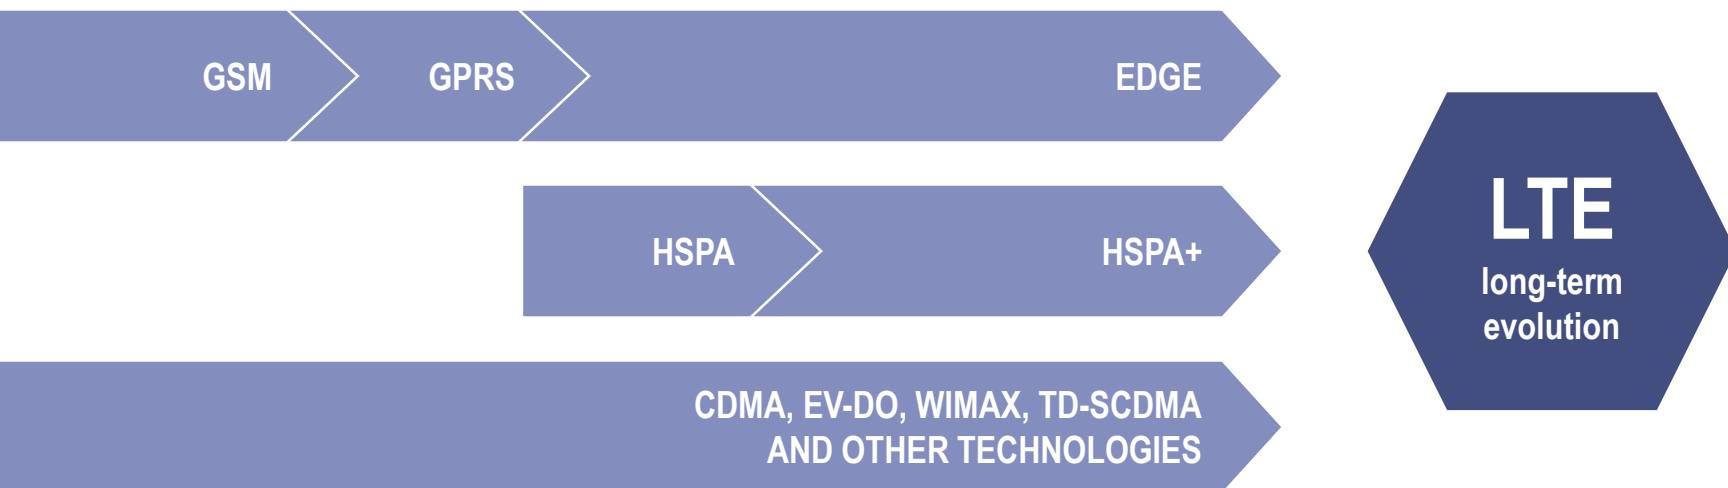 GSM
GPRS
EDGE
HSPA
HSPA+
LTE
long-term
evolution
CDMA, EV-DO, WIMAX, TD-SCDMA
AND OTHER TECHNOLOGIES